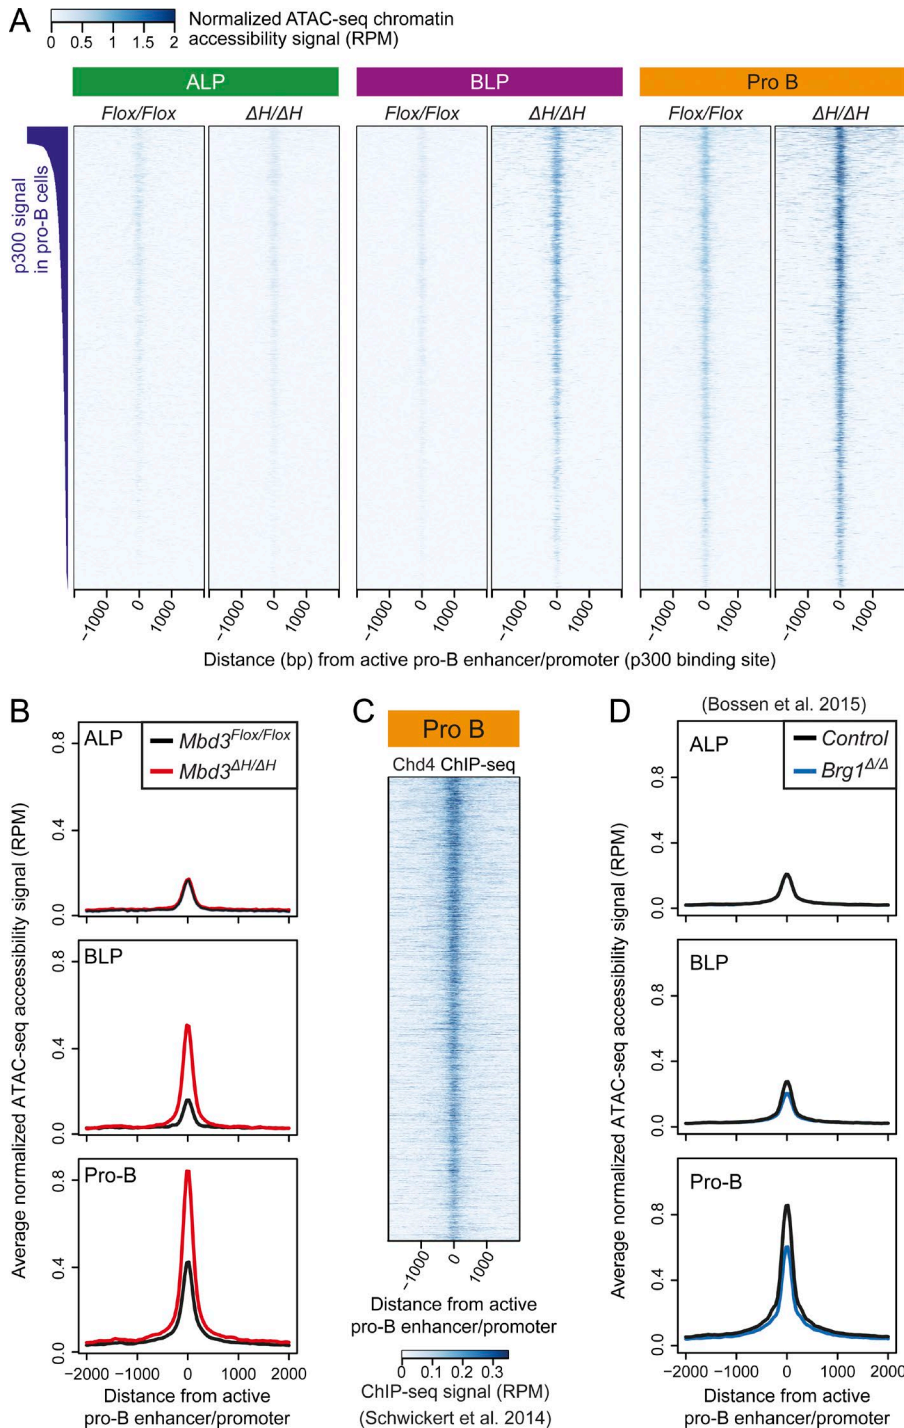 A
Normalized ATAC-seq chromatin
accessibility signal (RPM)
0 0.5 1 1.5 2
ALP BLP Pro B
Flox/Flox ΔH/ΔH Flox/Flox ΔH/ΔH Flox/Flox ΔH/ΔH
p300 signal
in pro-B cells
−1000 0 1000 −1000 0 1000 −1000 0 1000 −1000 0 1000 −1000 0 1000 −1000 0 1000
Distance (bp) from active pro-B enhancer/promoter (p300 binding site)
B
Average normalized ATAC-seq accessibility signal (RPM)
ALP
Mbd3Flox/Flox
Mbd3ΔH/ΔH
0.8
0.4
0.0
BLP
0.8
0.4
0.0
Pro-B
0.8
0.4
0.0
−2000 −1000 0 1000 2000
Distance from active
pro-B enhancer/promoter
C
Pro B
Chd4 ChIP-seq
−1000 0 1000
Distance from active
pro-B enhancer/promoter
0 0.1 0.2 0.3
ChIP-seq signal (RPM)
(Schwickert et al. 2014)
D
(Bossen et al. 2015)
Average normalized ATAC-seq accessibility signal (RPM)
ALP
Control
Brg1Δ/Δ
0.8
0.4
0.0
BLP
0.8
0.4
0.0
Pro-B
0.8
0.4
0.0
−2000 −1000 0 1000 2000
Distance from active
pro-B enhancer/promoter